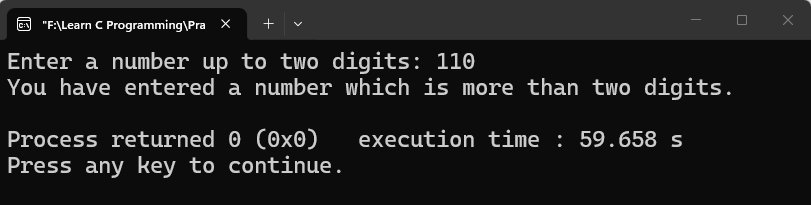 "F:\Learn C Programming\Pra
Enter a number up to two digits: 110
You have entered a number which is more than two digits.
Process returned 0 (0x0)   execution time : 59.658 s
Press any key to continue.